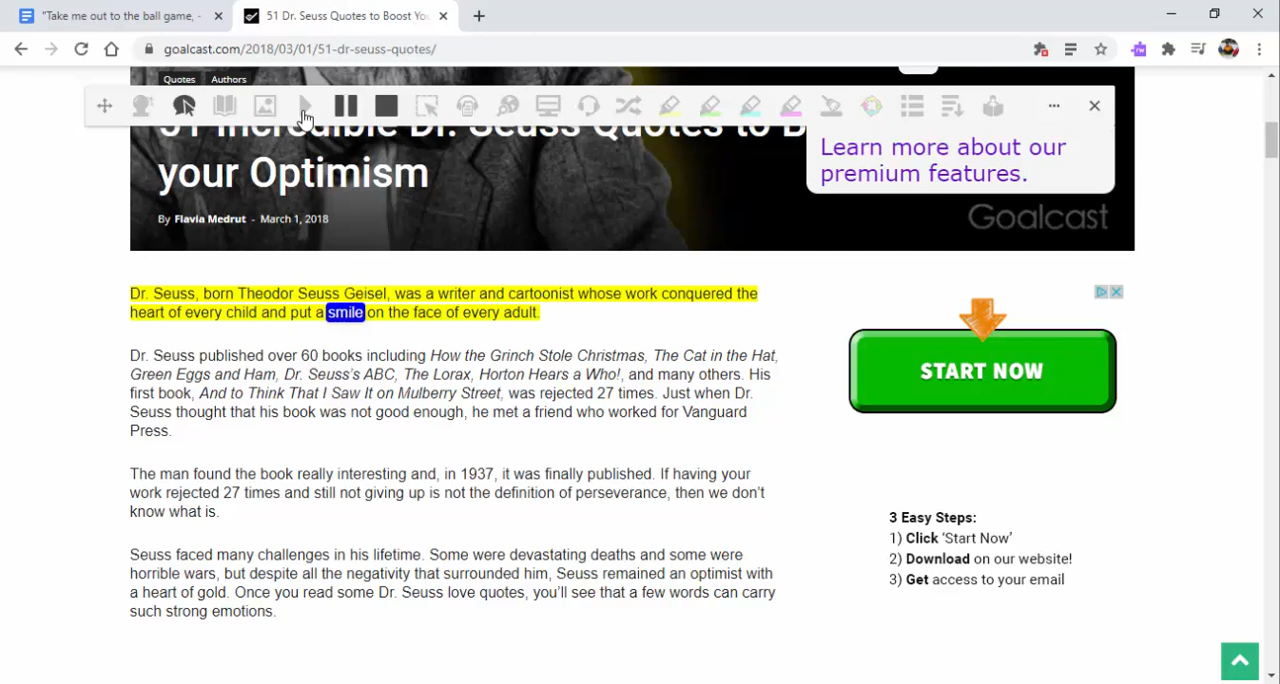 "Take me out to the ball game, -
51 Dr. Seuss Quotes to Boost You
goalcast.com/2018/03/01/51-dr-seuss-quotes/
rw
Quotes Authors
51 Incredible Dr. Seuss Quotes to B
your Optimism
By Flavia Medrut - March 1, 2018
Learn more about our
premium features.
Goalcast
Dr. Seuss, born Theodor Seuss Geisel, was a writer and cartoonist whose work conquered the
heart of every child and put a smile on the face of every adult.
Dr. Seuss published over 60 books including How the Grinch Stole Christmas, The Cat in the Hat,
Green Eggs and Ham, Dr. Seuss's ABC, The Lorax, Horton Hears a Who!, and many others. His
first book, And to Think That I Saw It on Mulberry Street, was rejected 27 times. Just when Dr.
Seuss thought that his book was not good enough, he met a friend who worked for Vanguard
Press.
The man found the book really interesting and, in 1937, it was finally published. If having your
work rejected 27 times and still not giving up is not the definition of perseverance, then we don't
know what is.
Seuss faced many challenges in his lifetime. Some were devastating deaths and some were
horrible wars, but despite all the negativity that surrounded him, Seuss remained an optimist with
a heart of gold. Once you read some Dr. Seuss love quotes, you'll see that a few words can carry
such strong emotions.
START NOW
3 Easy Steps:
1) Click 'Start Now'
2) Download on our website!
3) Get access to your email